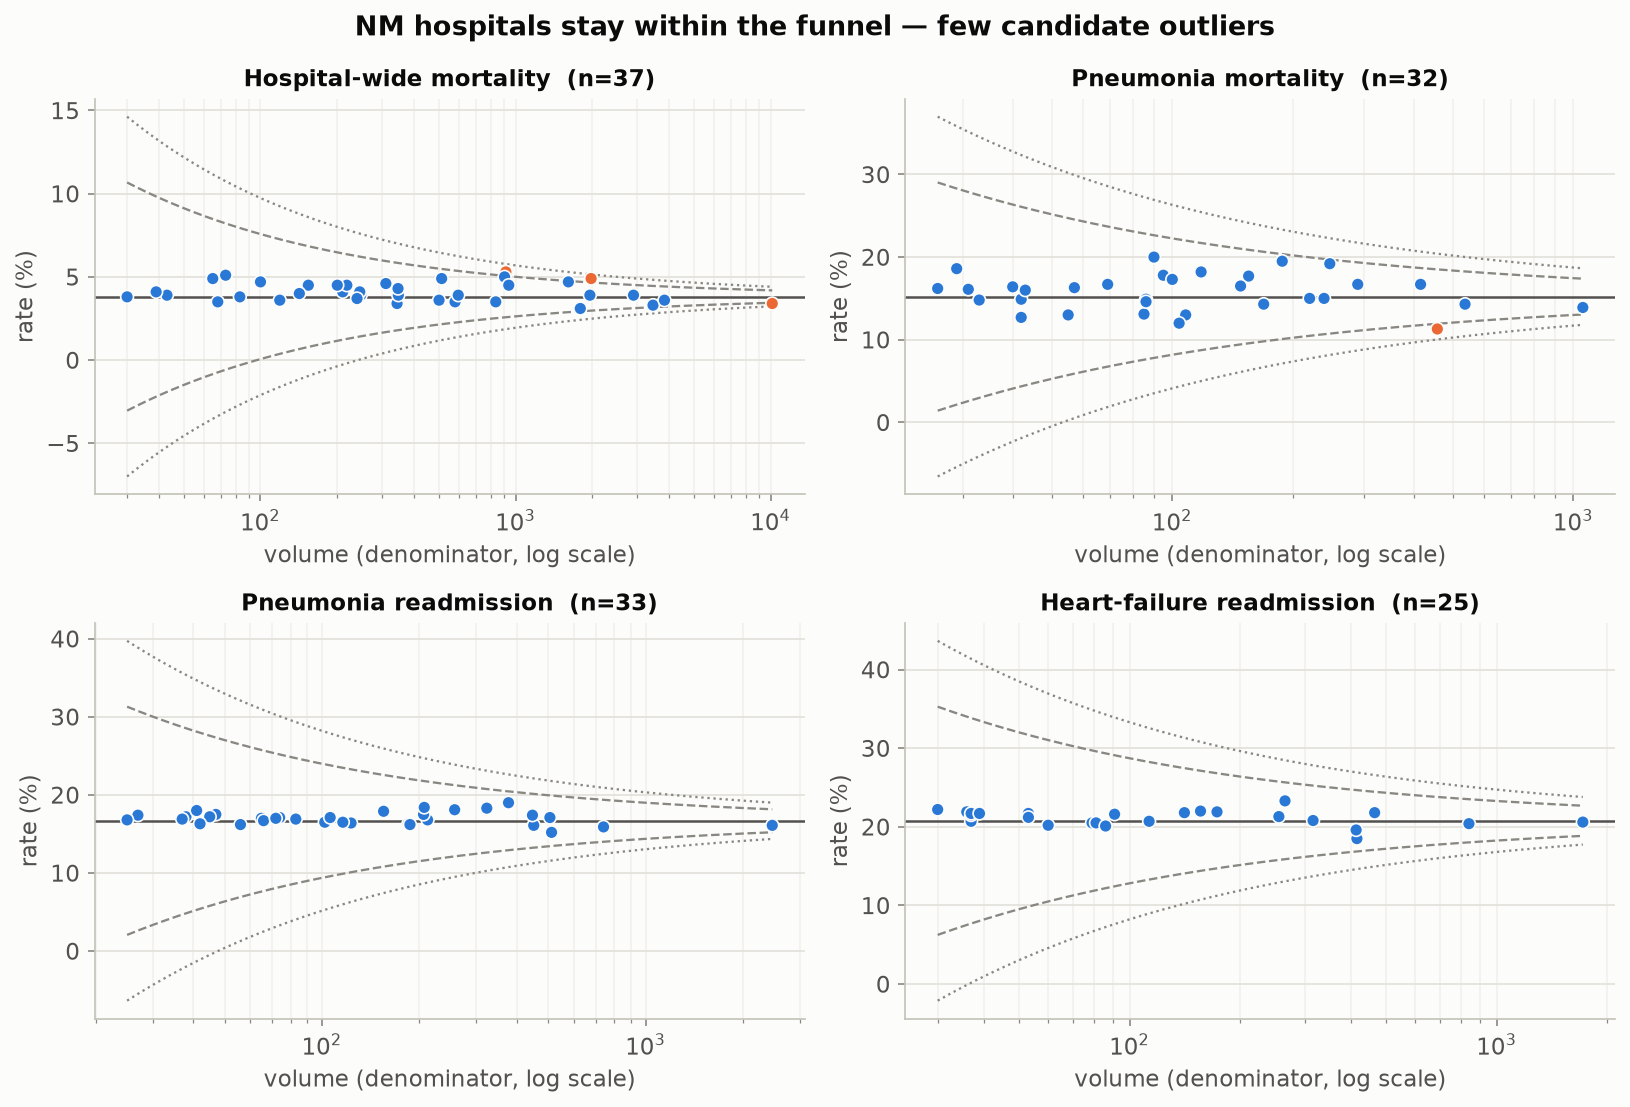 NM hospitals stay within the funnel — few candidate outliers
Hospital-wide mortality (n=37)
15
10
5
0
−5
rate (%)
10²
10³
10⁴
volume (denominator, log scale)
Pneumonia mortality (n=32)
30
20
10
0
rate (%)
10²
10³
volume (denominator, log scale)
Pneumonia readmission (n=33)
40
30
20
10
0
rate (%)
10²
10³
volume (denominator, log scale)
Heart-failure readmission (n=25)
40
30
20
10
0
rate (%)
10²
10³
volume (denominator, log scale)